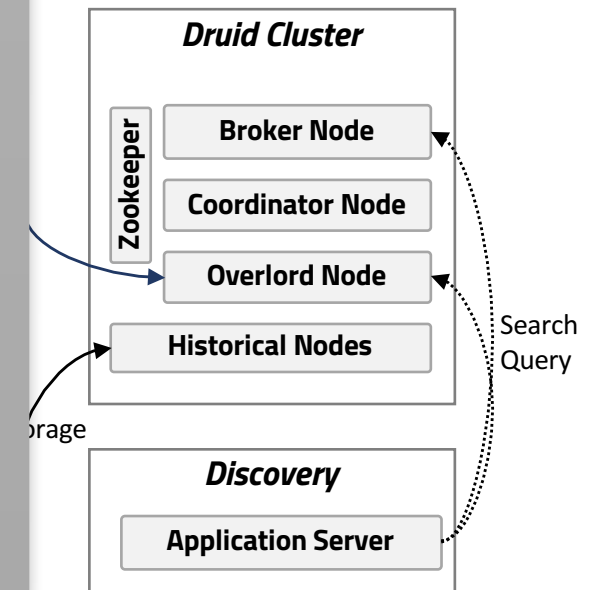 Druid Cluster
Zookeeper
Broker Node
Coordinator Node
Overlord Node
Historical Nodes
Search
Query
Discovery
Application Server